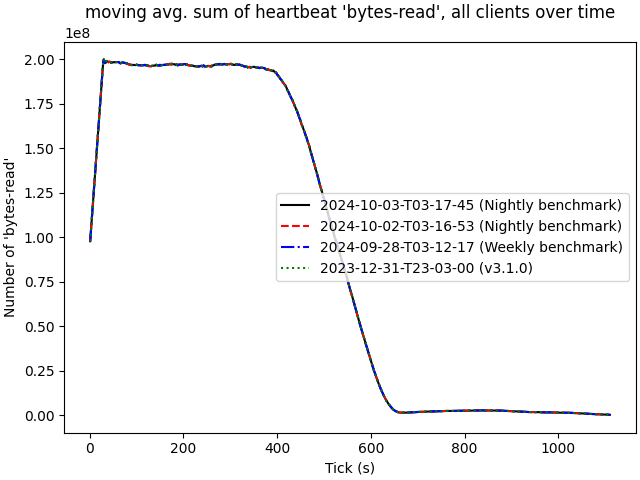 moving avg. sum of heartbeat 'bytes-read', all clients over time
1e8
2.00
1.75
1.50
1.25
1.00
0.75
0.50
0.25
0.00
Number of 'bytes-read'
2024-10-03-T03-17-45 (Nightly benchmark)
2024-10-02-T03-16-53 (Nightly benchmark)
2024-09-28-T03-12-17 (Weekly benchmark)
2023-12-31-T23-03-00 (v3.1.0)
0 200 400 600 800 1000
Tick (s)